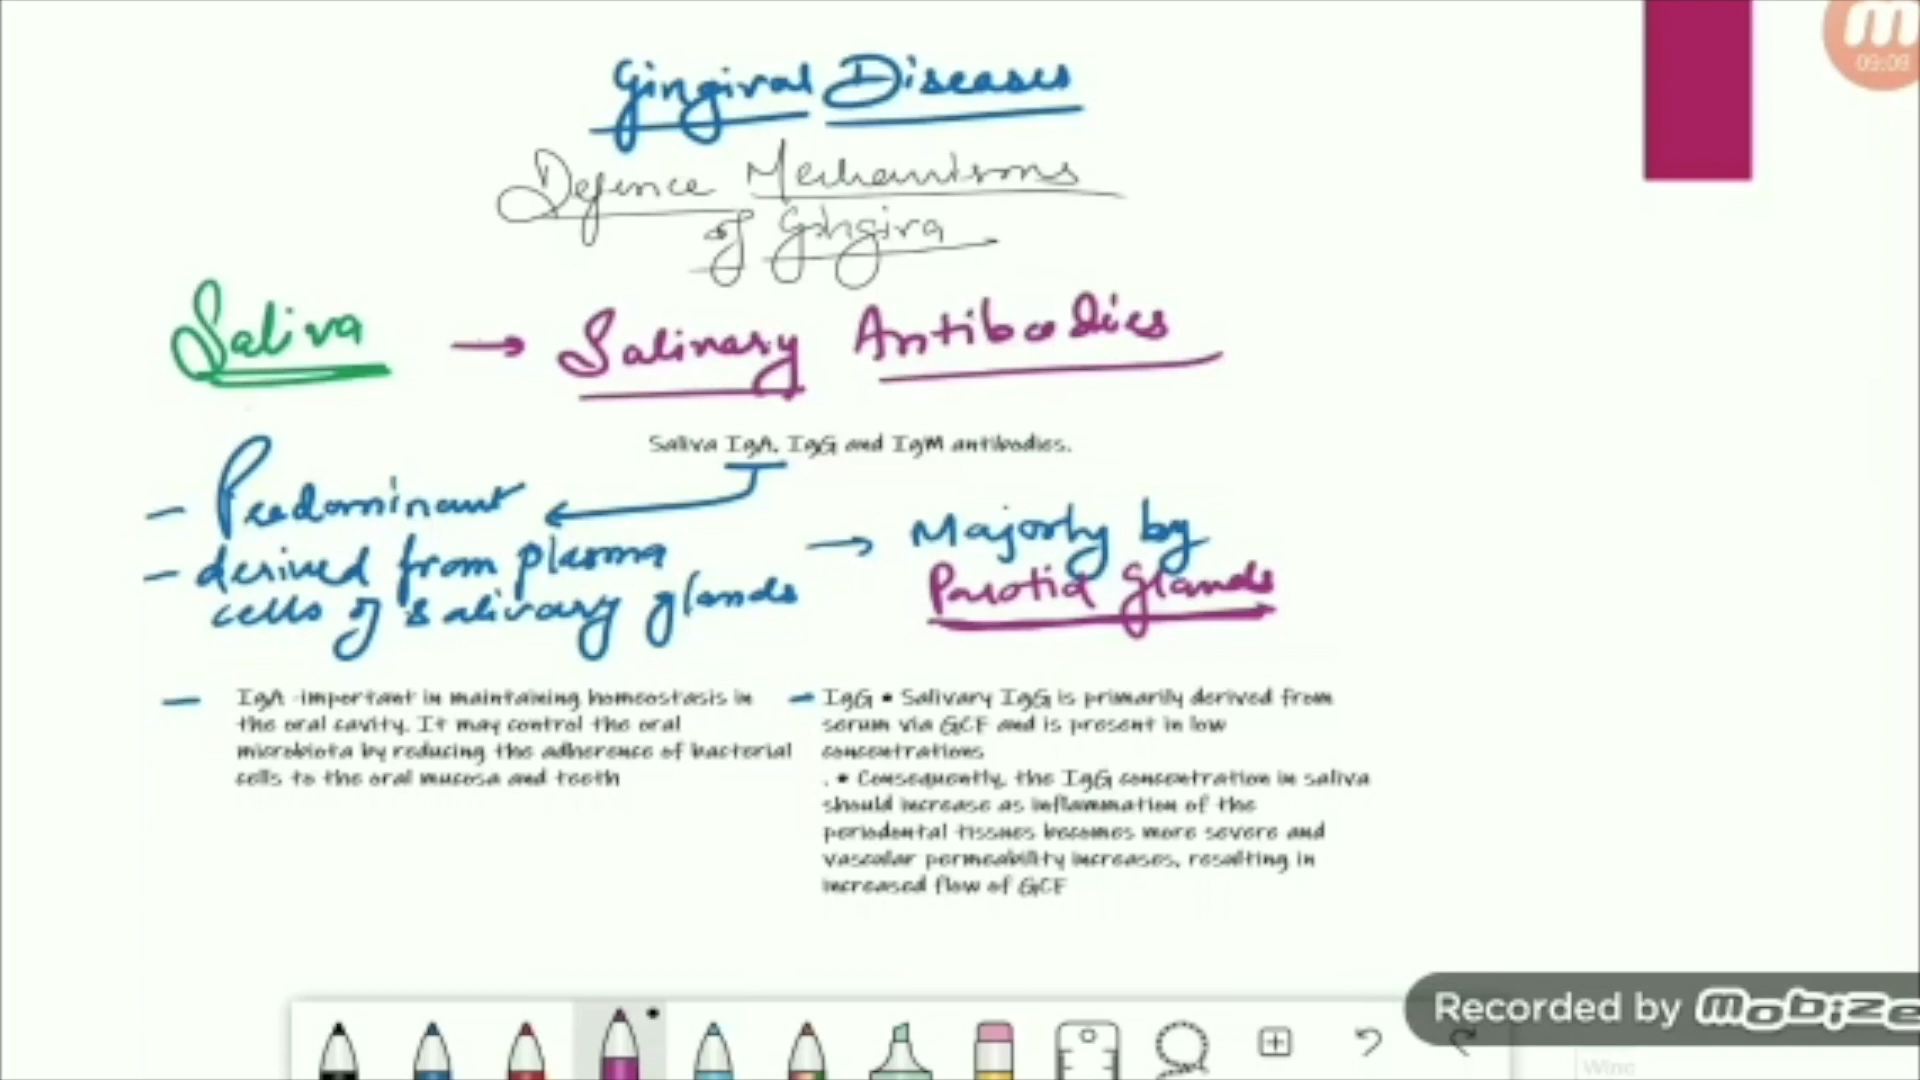 09:09
Gingival Diseases
Defence Mechanisms
of Gingiva
Saliva → Salivary Antibodies
Saliva IgA, IgG and IgM antibodies.
- Predominant
- derived from plasma
cells of salivary glands
→ Majorly by
Parotid Glands
IgA -important in maintaining homeostasis in
the oral cavity. It may control the oral
microbiota by reducing the adherence of bacterial
cells to the oral mucosa and teeth
IgG • Salivary IgG is primarily derived from
serum via GCF and is present in low
concentrations
. • Consequently, the IgG concentration in saliva
should increase as inflammation of the
periodontal tissues becomes more severe and
vascular permeability increases, resulting in
increased flow of GCF
Recorded by mobize